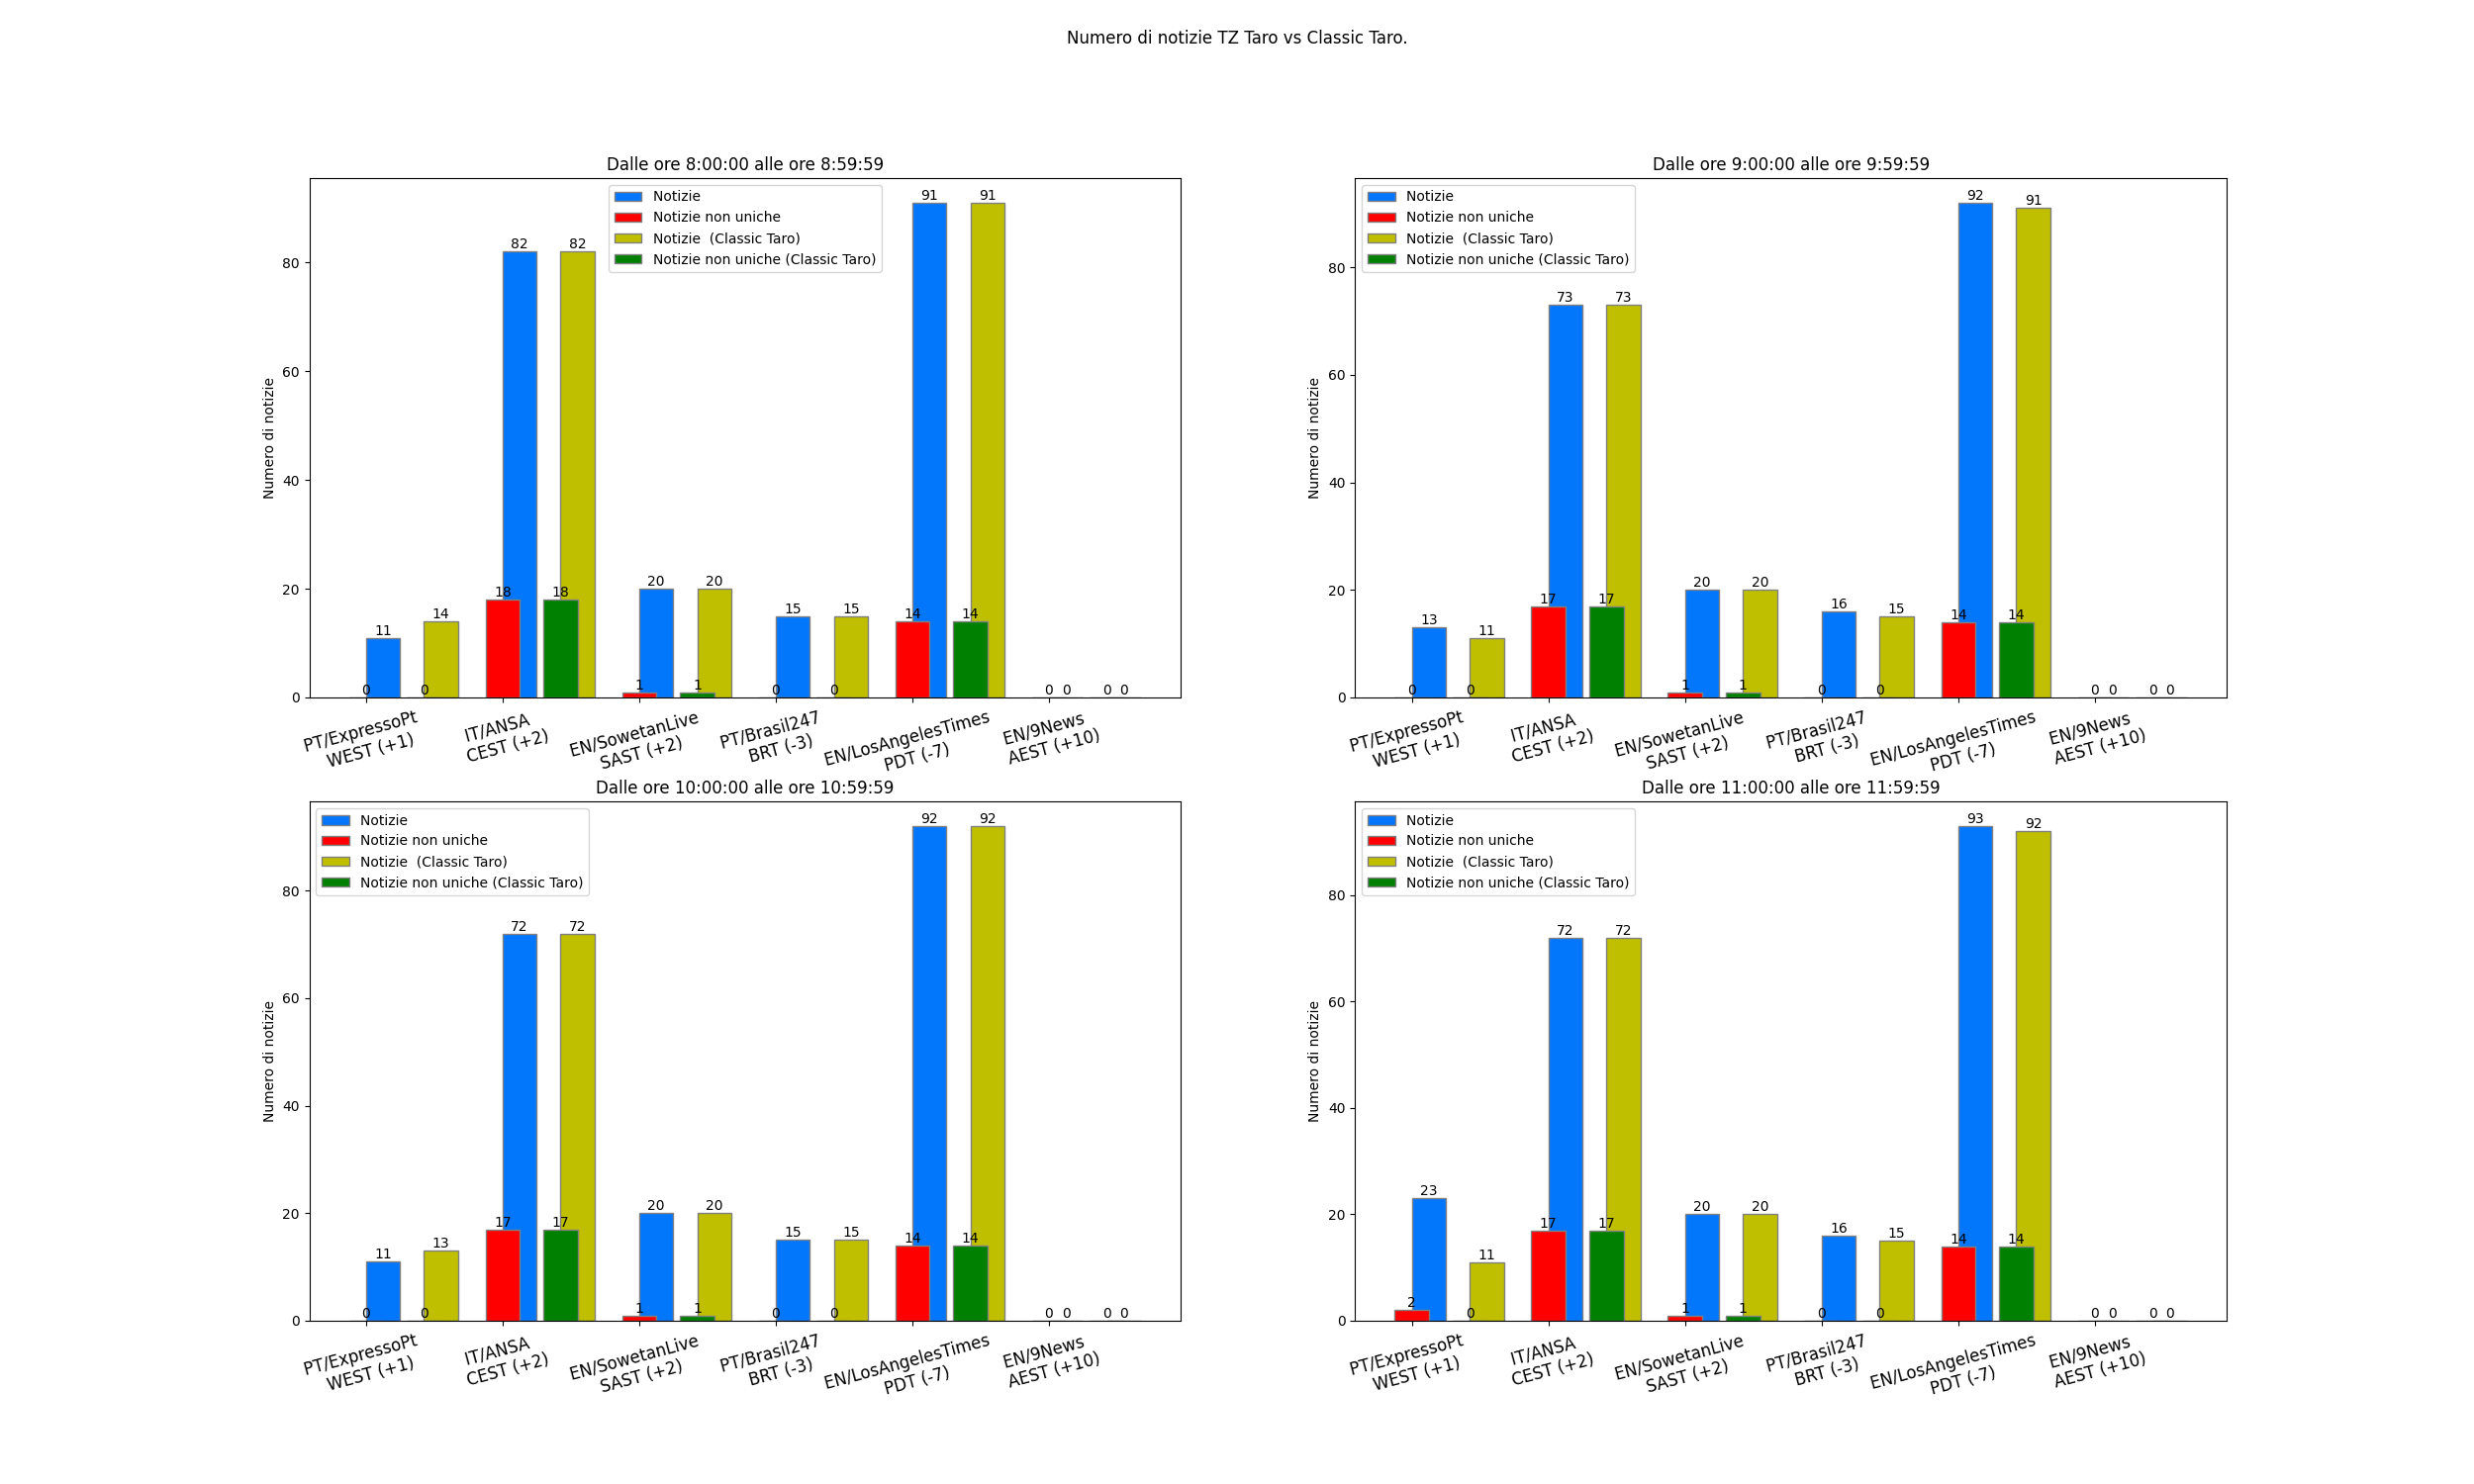 Numero di notizie TZ Taro vs Classic Taro.
Dalle ore 8:00:00 alle ore 8:59:59
Notizie
Notizie non uniche
Notizie  (Classic Taro)
Notizie non uniche (Classic Taro)
Numero di notizie
80
60
40
20
0
11 14 82 82 20 20 15 15 91 91
0 0 18 18 1 1 0 0 14 14 0 0 0 0
PT/ExpressoPt
WEST (+1)
IT/ANSA
CEST (+2)
EN/SowetanLive
SAST (+2)
PT/Brasil247
BRT (-3)
EN/LosAngelesTimes
PDT (-7)
EN/9News
AEST (+10)
Dalle ore 9:00:00 alle ore 9:59:59
Notizie
Notizie non uniche
Notizie  (Classic Taro)
Notizie non uniche (Classic Taro)
Numero di notizie
80
60
40
20
0
13 11 73 73 20 20 16 15 92 91
0 0 17 17 1 1 0 0 14 14 0 0 0 0
PT/ExpressoPt
WEST (+1)
IT/ANSA
CEST (+2)
EN/SowetanLive
SAST (+2)
PT/Brasil247
BRT (-3)
EN/LosAngelesTimes
PDT (-7)
EN/9News
AEST (+10)
Dalle ore 10:00:00 alle ore 10:59:59
Notizie
Notizie non uniche
Notizie  (Classic Taro)
Notizie non uniche (Classic Taro)
Numero di notizie
80
60
40
20
0
11 13 72 72 20 20 15 15 92 92
0 0 17 17 1 1 0 0 14 14 0 0 0 0
PT/ExpressoPt
WEST (+1)
IT/ANSA
CEST (+2)
EN/SowetanLive
SAST (+2)
PT/Brasil247
BRT (-3)
EN/LosAngelesTimes
PDT (-7)
EN/9News
AEST (+10)
Dalle ore 11:00:00 alle ore 11:59:59
Notizie
Notizie non uniche
Notizie  (Classic Taro)
Notizie non uniche (Classic Taro)
Numero di notizie
80
60
40
20
0
23 11 72 72 20 20 16 15 93 92
2 0 17 17 1 1 0 0 14 14 0 0 0 0
PT/ExpressoPt
WEST (+1)
IT/ANSA
CEST (+2)
EN/SowetanLive
SAST (+2)
PT/Brasil247
BRT (-3)
EN/LosAngelesTimes
PDT (-7)
EN/9News
AEST (+10)